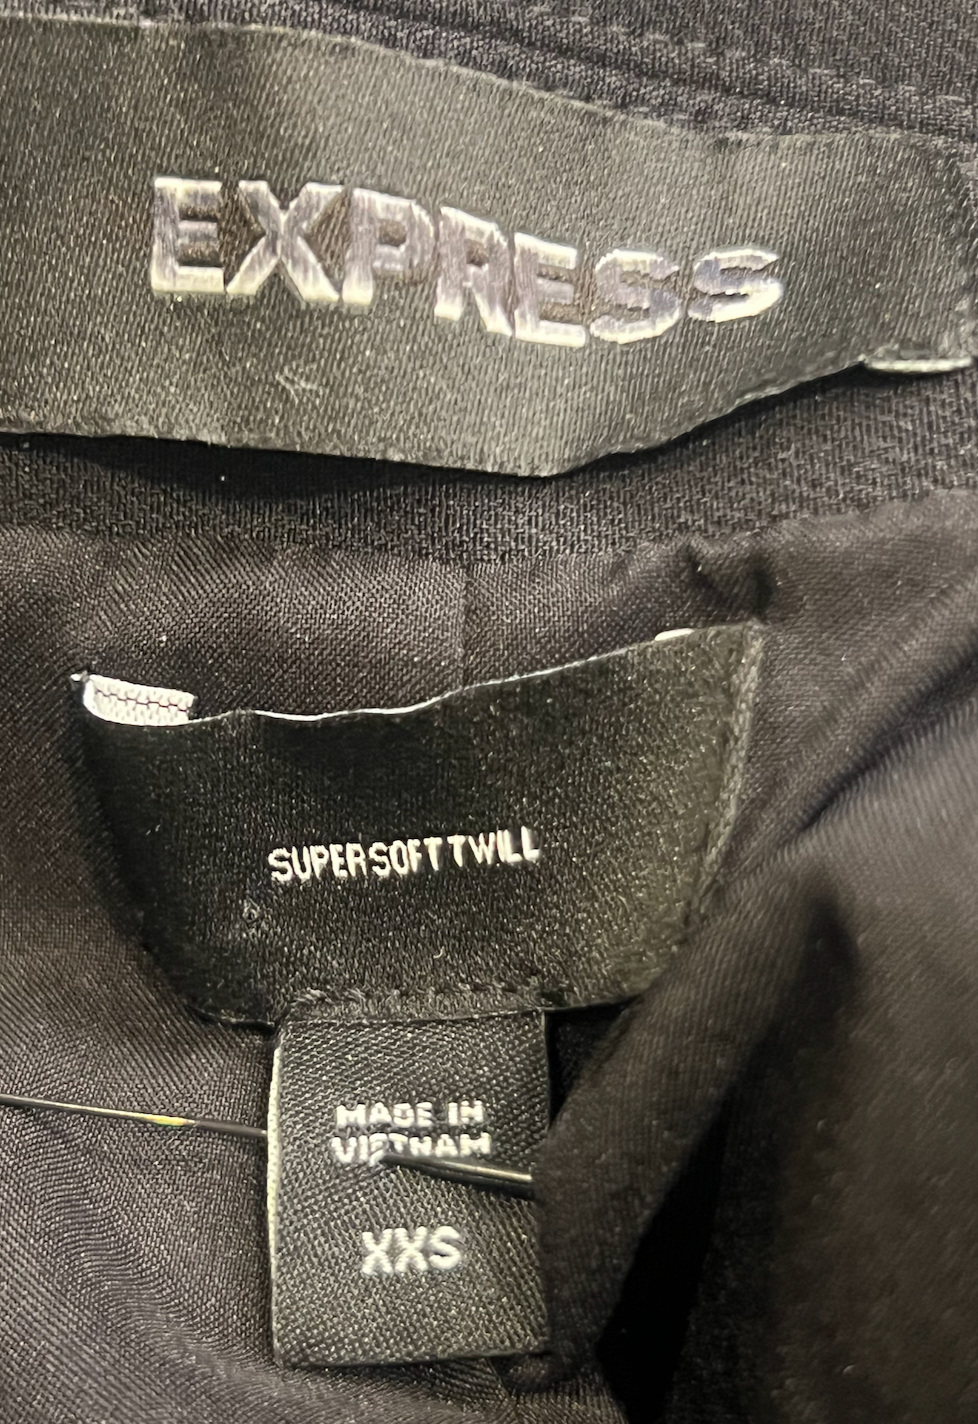 EXPRESS
SUPERSOFT TWILL
MADE IN
VIETNAM
XXS